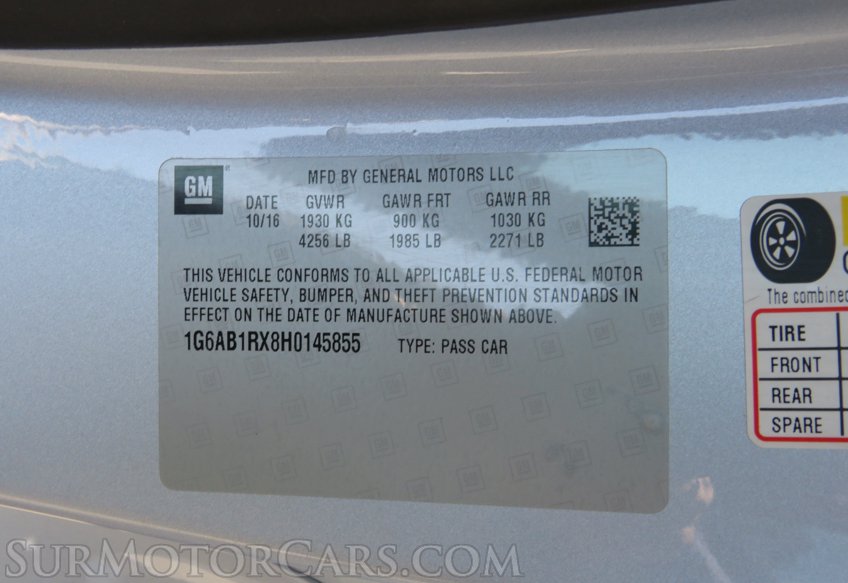 GM
MFD BY GENERAL MOTORS LLC
DATE GVWR GAWR FRT GAWR RR
10/16 1930 KG 900 KG 1030 KG
4256 LB 1985 LB 2271 LB
THIS VEHICLE CONFORMS TO ALL APPLICABLE U.S. FEDERAL MOTOR
VEHICLE SAFETY, BUMPER, AND THEFT PREVENTION STANDARDS IN
EFFECT ON THE DATE OF MANUFACTURE SHOWN ABOVE.
1G6AB1RX8H0145855 TYPE: PASS CAR
The combined
TIRE
FRONT
REAR
SPARE
SURMOTORCARS.COM